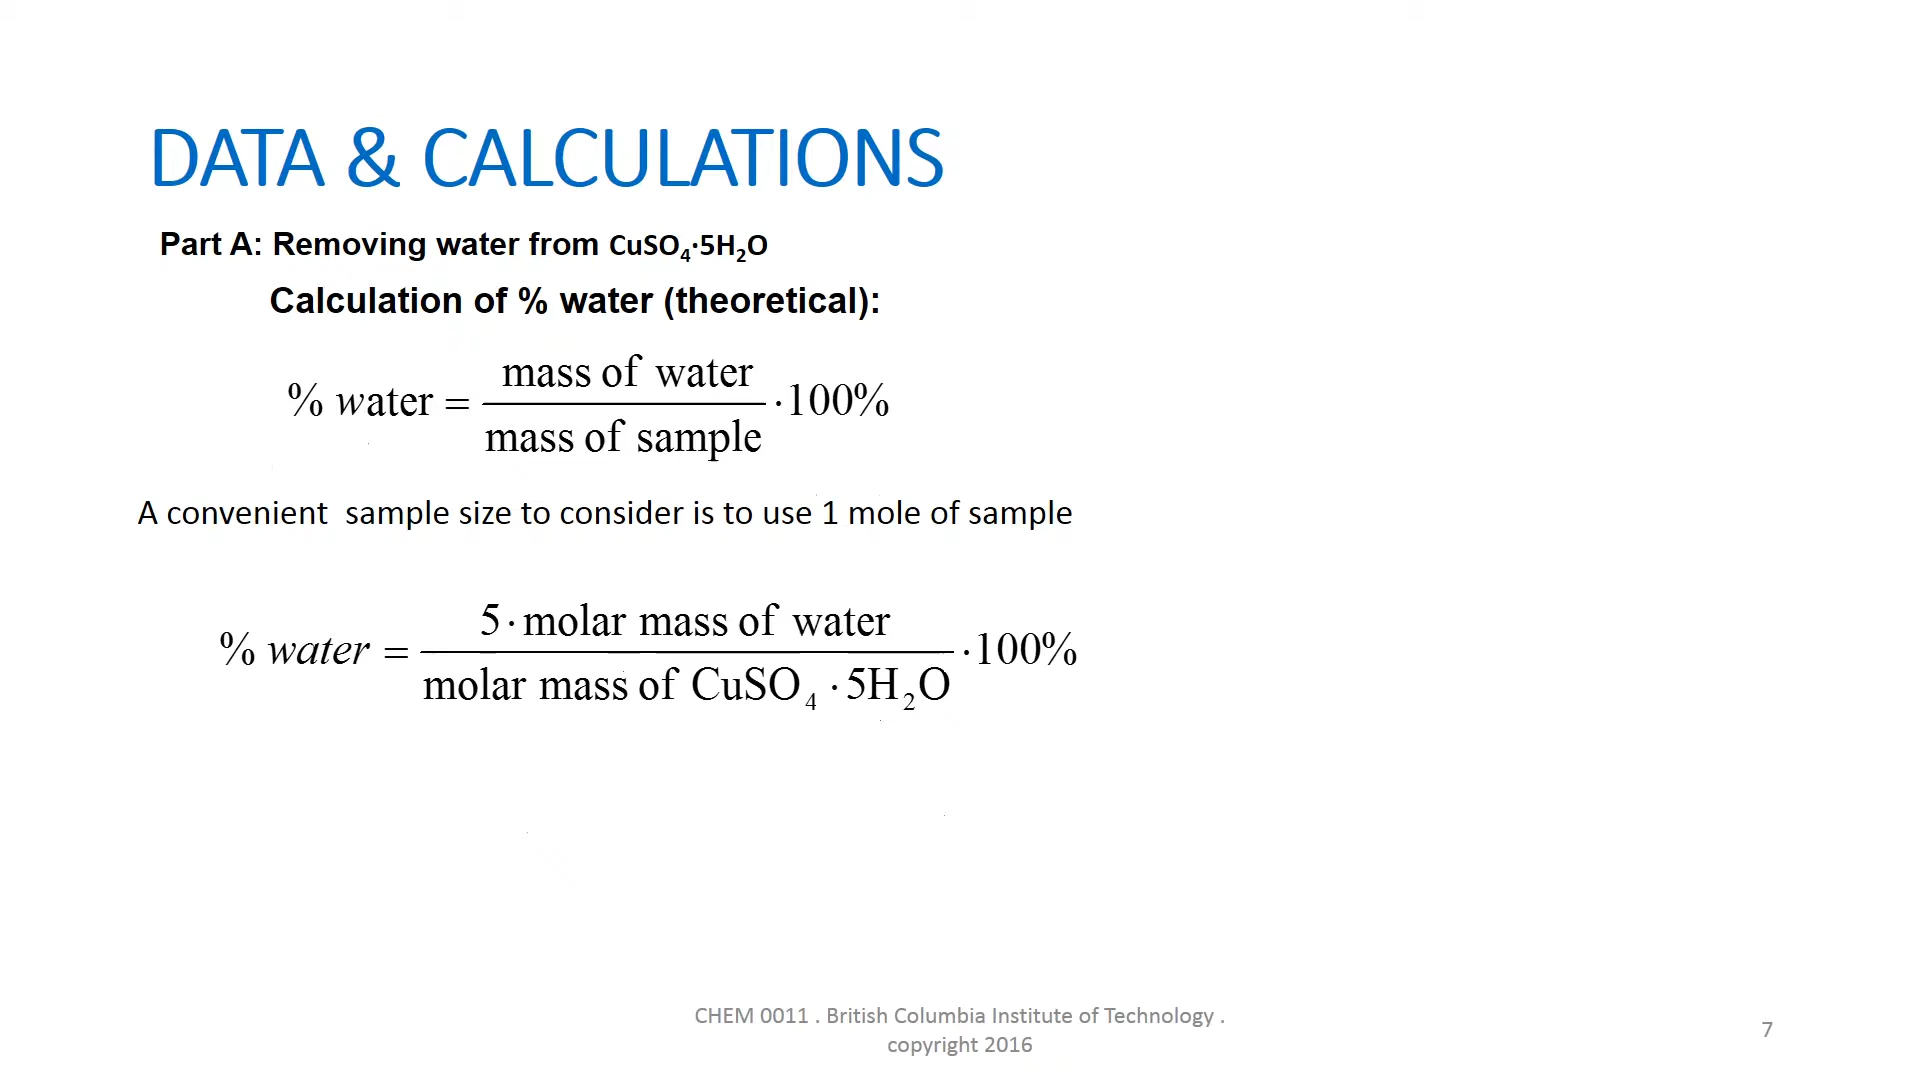 DATA & CALCULATIONS
Part A: Removing water from CuSO₄·5H₂O
Calculation of % water (theoretical):
% water = mass of water / mass of sample ·100%
A convenient  sample size to consider is to use 1 mole of sample
% water = 5·molar mass of water / molar mass of CuSO₄·5H₂O ·100%
CHEM 0011 . British Columbia Institute of Technology .
copyright 2016
7